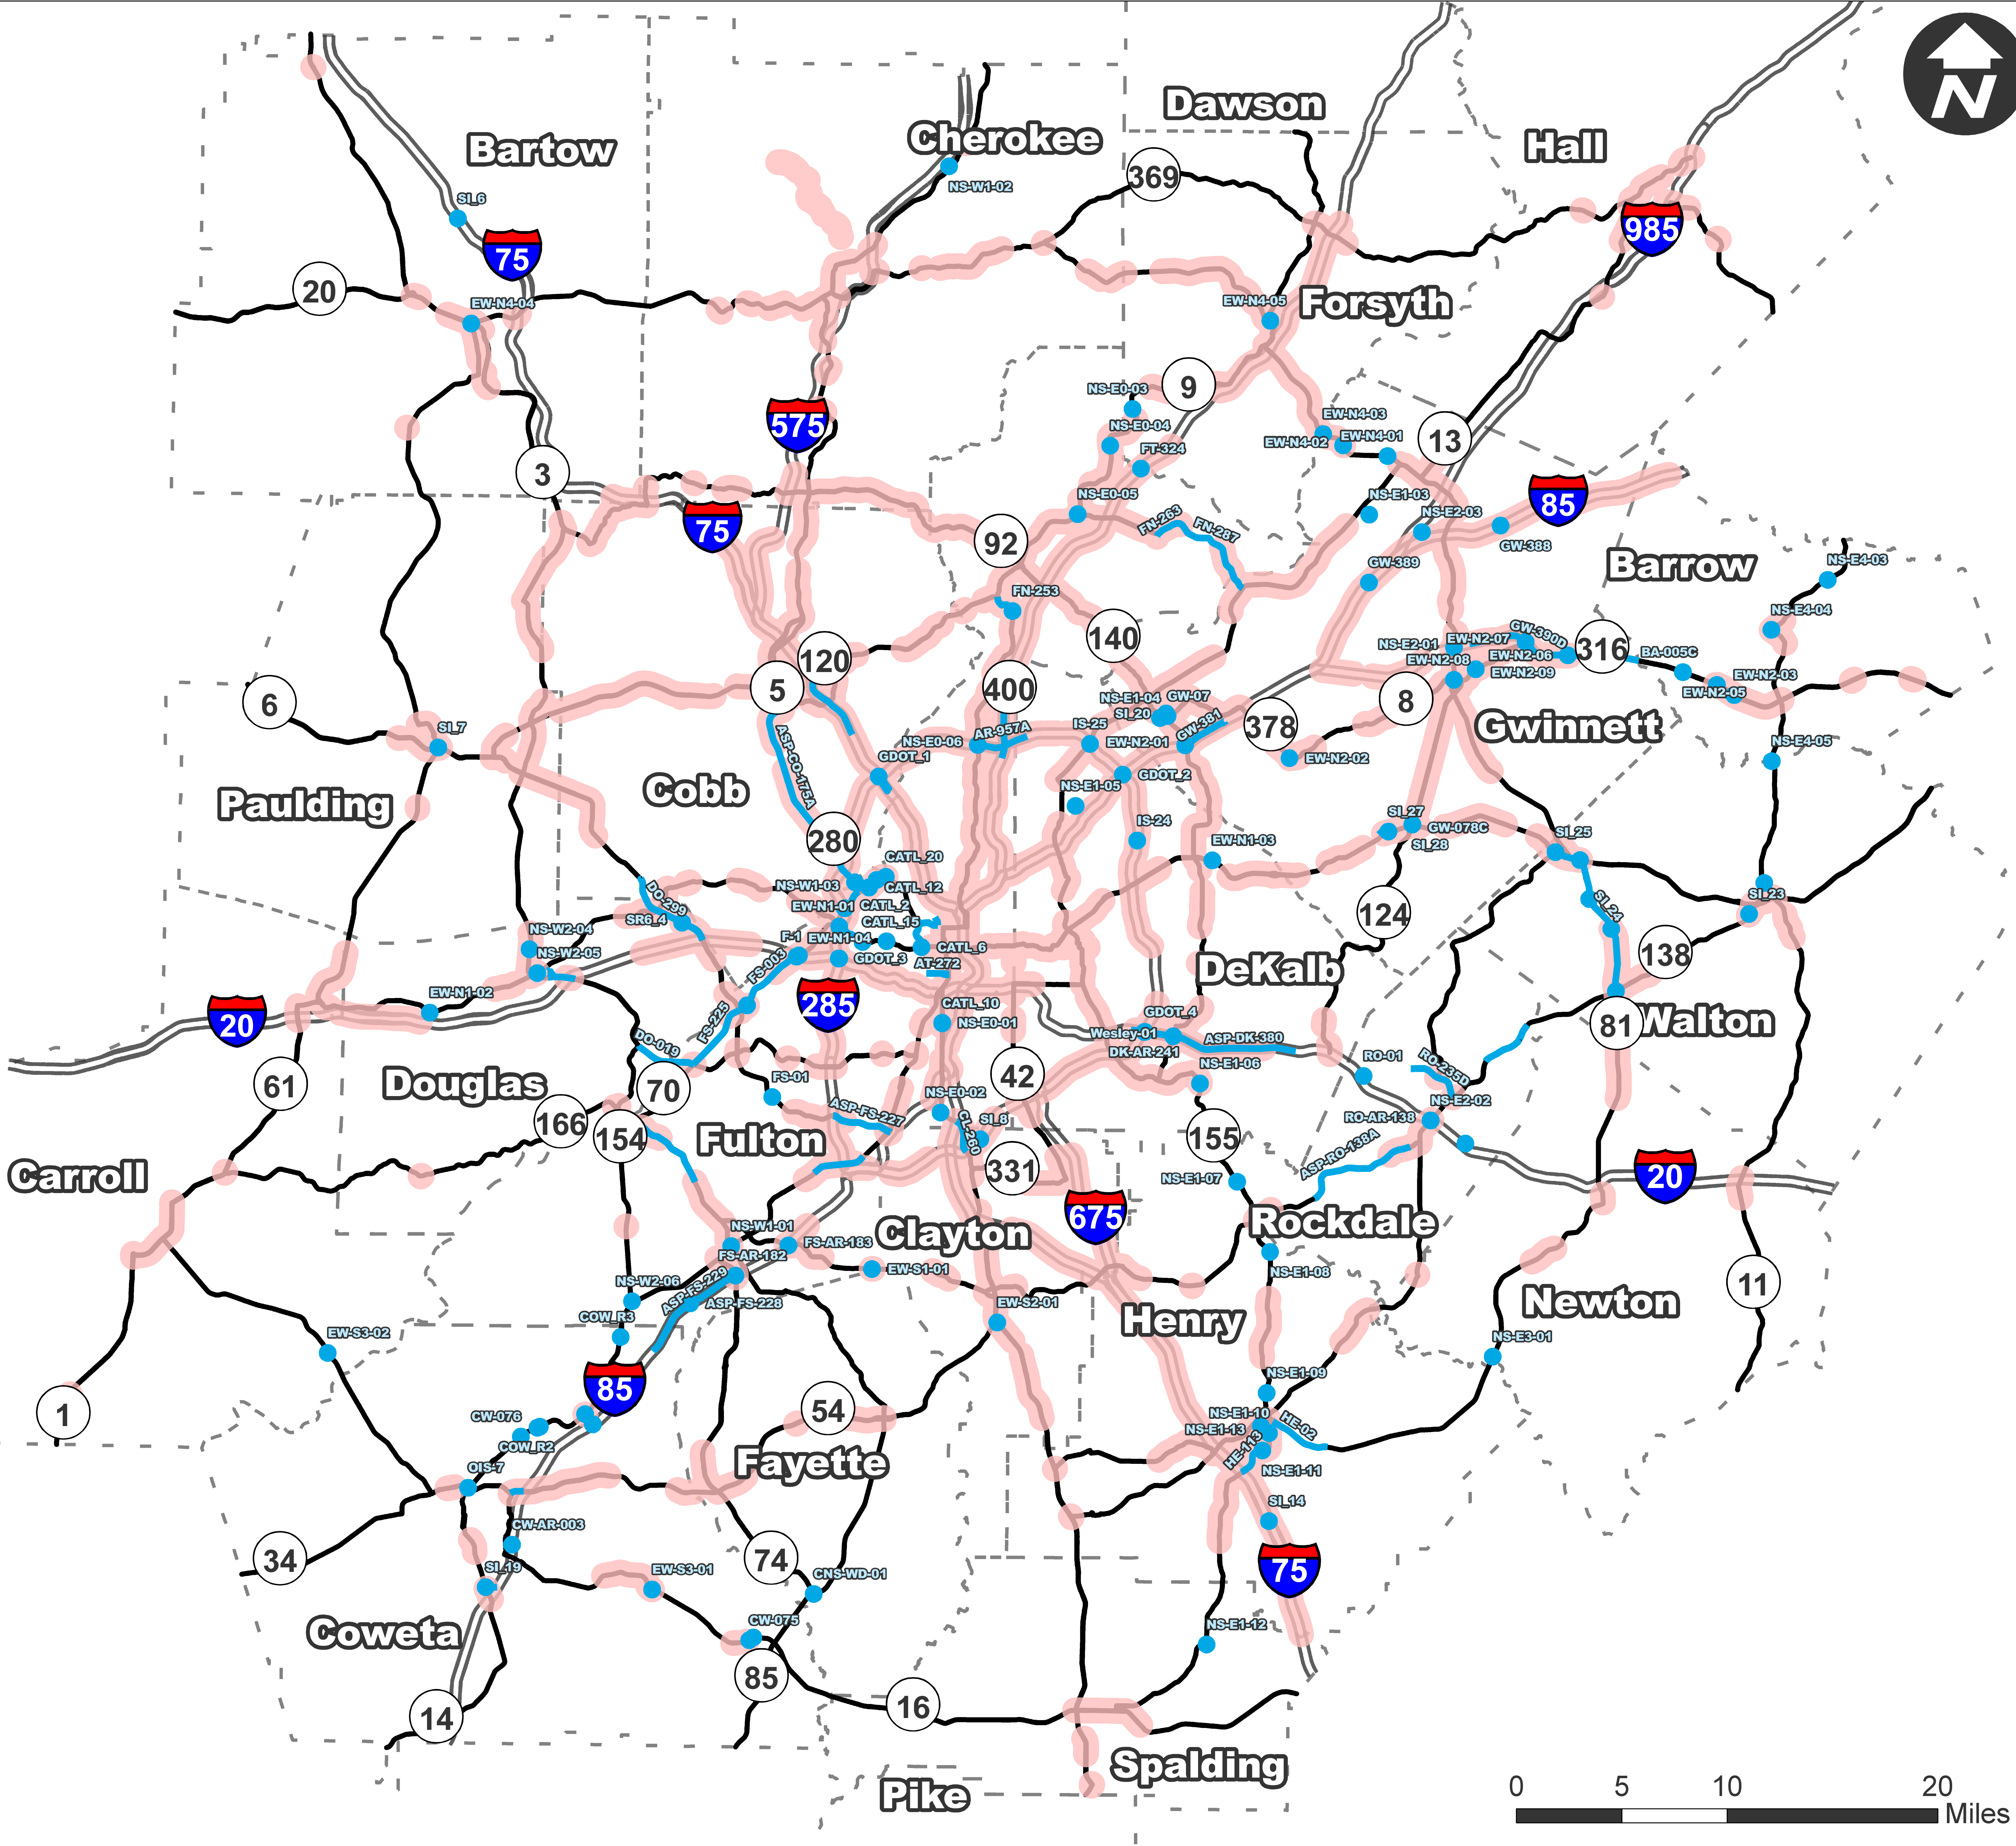 Dawson
Cherokee
Hall
Bartow
N
369
NS-W1-02
SI_6
985
75
20
EW-N4-04
EW-N4-05
Forsyth
9
NS-E0-03
575
NS-E0-04
EW-N4-03
EW-N4-02
EW-N4-01
13
FT-324
3
NS-E0-05
NS-E1-03
85
75
NS-E2-03
FN-263
FN-287
92
GW-388
GW-389
Barrow
NS-E4-03
FN-253
NS-E4-04
140
120
NS-E2-01
EW-N2-07
GW-390D
316
BA-005C
EW-N2-08
EW-N2-06
EW-N2-09
EW-N2-03
EW-N2-05
5
400
6
NS-E1-04
GW-07
SI_20
8
378
Gwinnett
SI_7
IS-25
AR-957A
NS-E0-06
EW-N2-01
GW-381
NS-E4-05
GDOT_1
EW-N2-02
ASP-CO-175A
GDOT_2
Cobb
NS-E1-05
Paulding
SI_27
IS-24
GW-078C
280
EW-N1-03
SI_28
SI_25
CATL_20
NS-W1-03
CATL_12
DO-299
EW-N1-01
CATL_2
SR6_4
CATL_15
124
SI_24
SI_23
NS-W2-04
F-1
EW-N1-04
CATL_6
138
NS-W2-05
GDOT_3
AT-272
FS-003
DeKalb
EW-N1-02
285
CATL_10
20
NS-E0-01
GDOT_4
81
Walton
FS-225
Wesley-01
ASP-DK-380
DO-019
DK-AR-241
NS-E1-06
RO-01
RO-235D
61
Douglas
70
FS-01
42
NS-E0-02
NS-E2-02
166
154
ASP-FS-227
CL-260
SI_8
RO-AR-138
Fulton
155
331
ASP-RO-138A
Carroll
NS-E1-07
20
675
Rockdale
NS-W1-01
FS-AR-183
Clayton
FS-AR-182
EW-S1-01
NS-E1-08
NS-W2-06
ASP-FS-229
ASP-FS-228
11
COW_R3
EW-S2-01
Henry
Newton
EW-S3-02
NS-E3-01
85
NS-E1-09
1
CW-076
54
NS-E1-10
HE-02
NS-E1-13
COW_R2
HE-113
Fayette
OIS-7
NS-E1-11
SI_14
CW-AR-003
34
74
75
SI_19
EW-S3-01
CNS-WD-01
Coweta
CW-075
NS-E1-12
85
14
16
Spalding
Pike
0 5 10 20
Miles